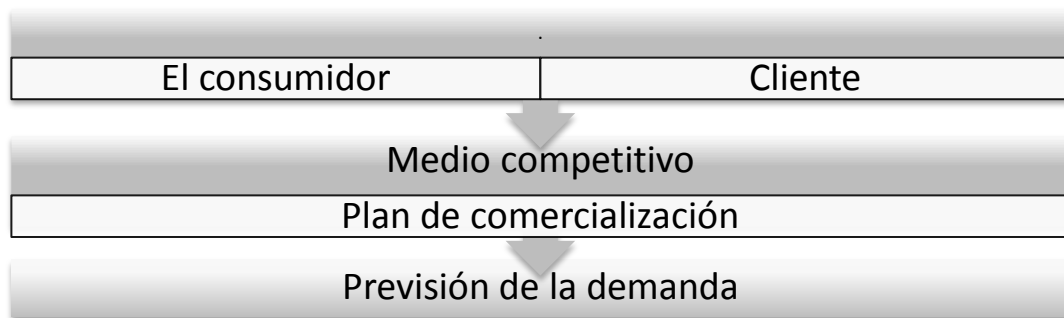 .
El consumidor
Cliente
Medio competitivo
Plan de comercialización
Previsión de la demanda